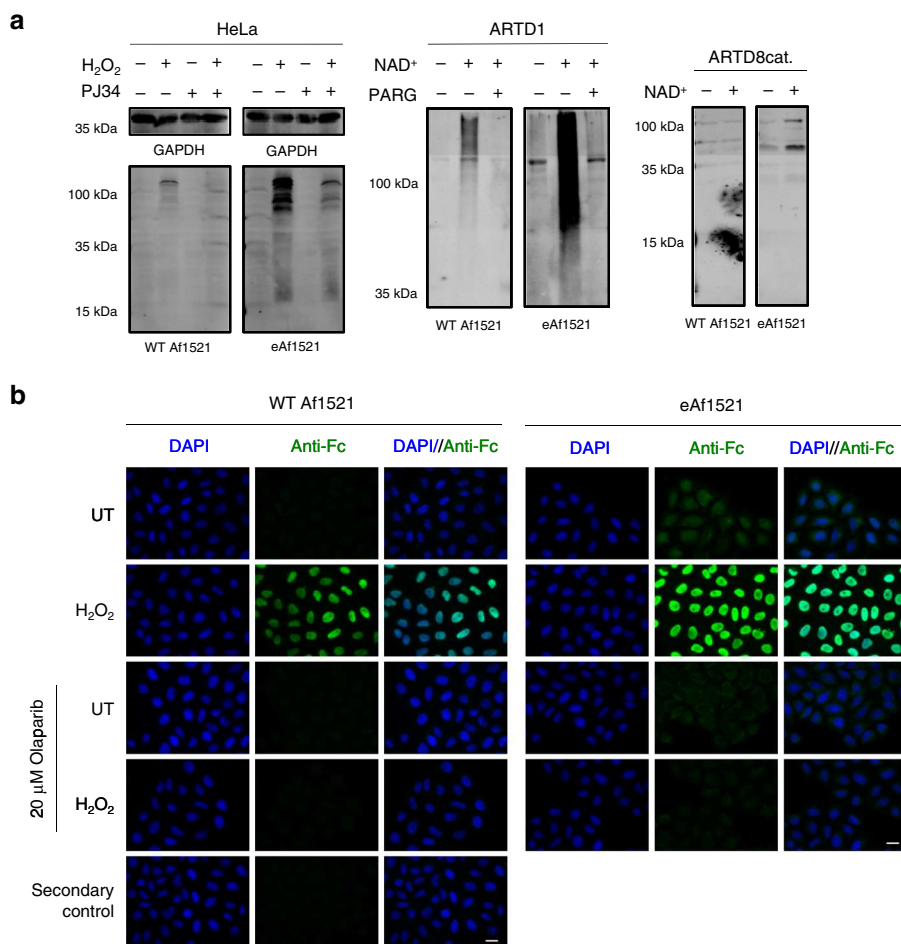 a
HeLa
H₂O₂ − + − + − + − +
PJ34 − − + + − − + +
35 kDa
GAPDH GAPDH
100 kDa
35 kDa
15 kDa
WT Af1521 eAf1521
ARTD1
NAD⁺ − + + − + +
PARG − − + − − +
100 kDa
35 kDa
WT Af1521 eAf1521
ARTD8cat.
NAD⁺ − + − +
100 kDa
35 kDa
15 kDa
WT Af1521 eAf1521
b
WT Af1521 eAf1521
DAPI Anti-Fc DAPI//Anti-Fc DAPI Anti-Fc DAPI//Anti-Fc
UT
H₂O₂
20 μM Olaparib
UT
H₂O₂
Secondary
control